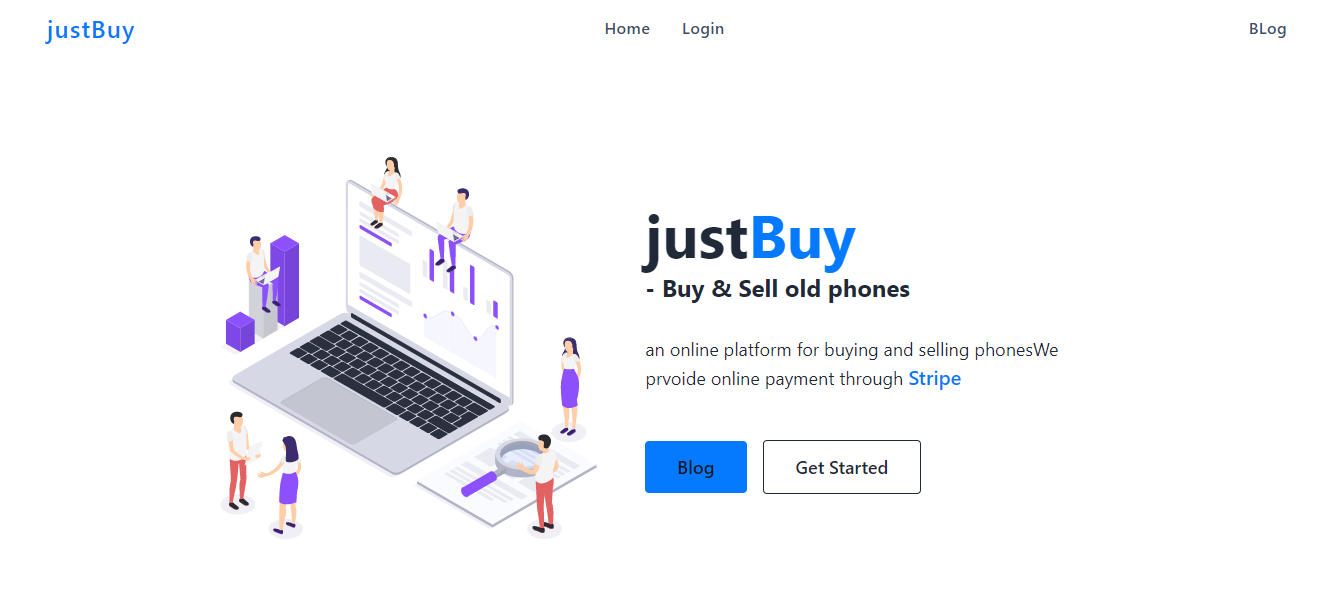 justBuy
Home
Login
BLog
justBuy
- Buy & Sell old phones
an online platform for buying and selling phonesWe
prvoide online payment through Stripe
Blog
Get Started